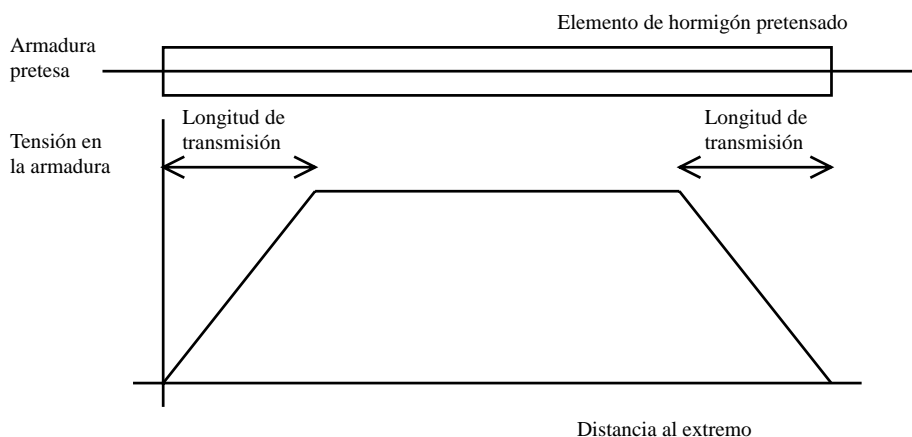 Elemento de hormigón pretensado
Armadura
pretesa
Longitud de
transmisión
Longitud de
transmisión
Tensión en
la armadura
Distancia al extremo